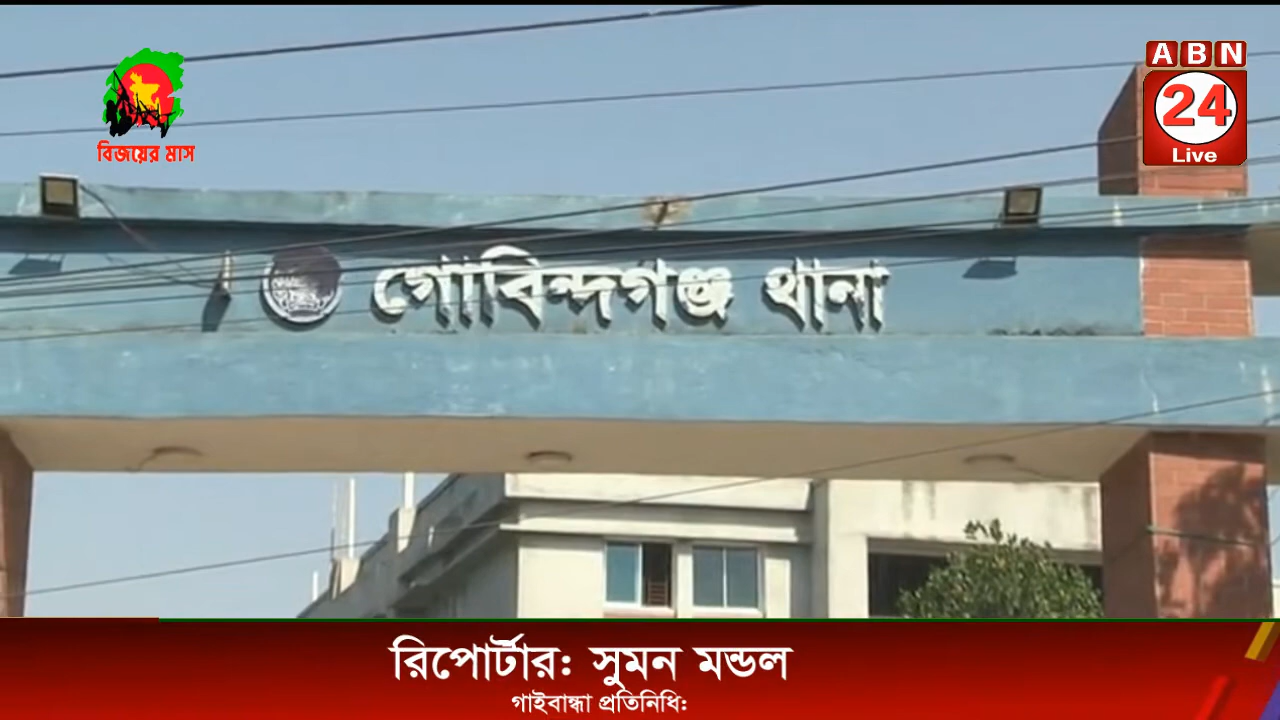 বিজয়ের মাস
ABN
24
Live
গোবিন্দগঞ্জ থানা
রিপোর্টার: সুমন মন্ডল
গাইবান্ধা প্রতিনিধি: